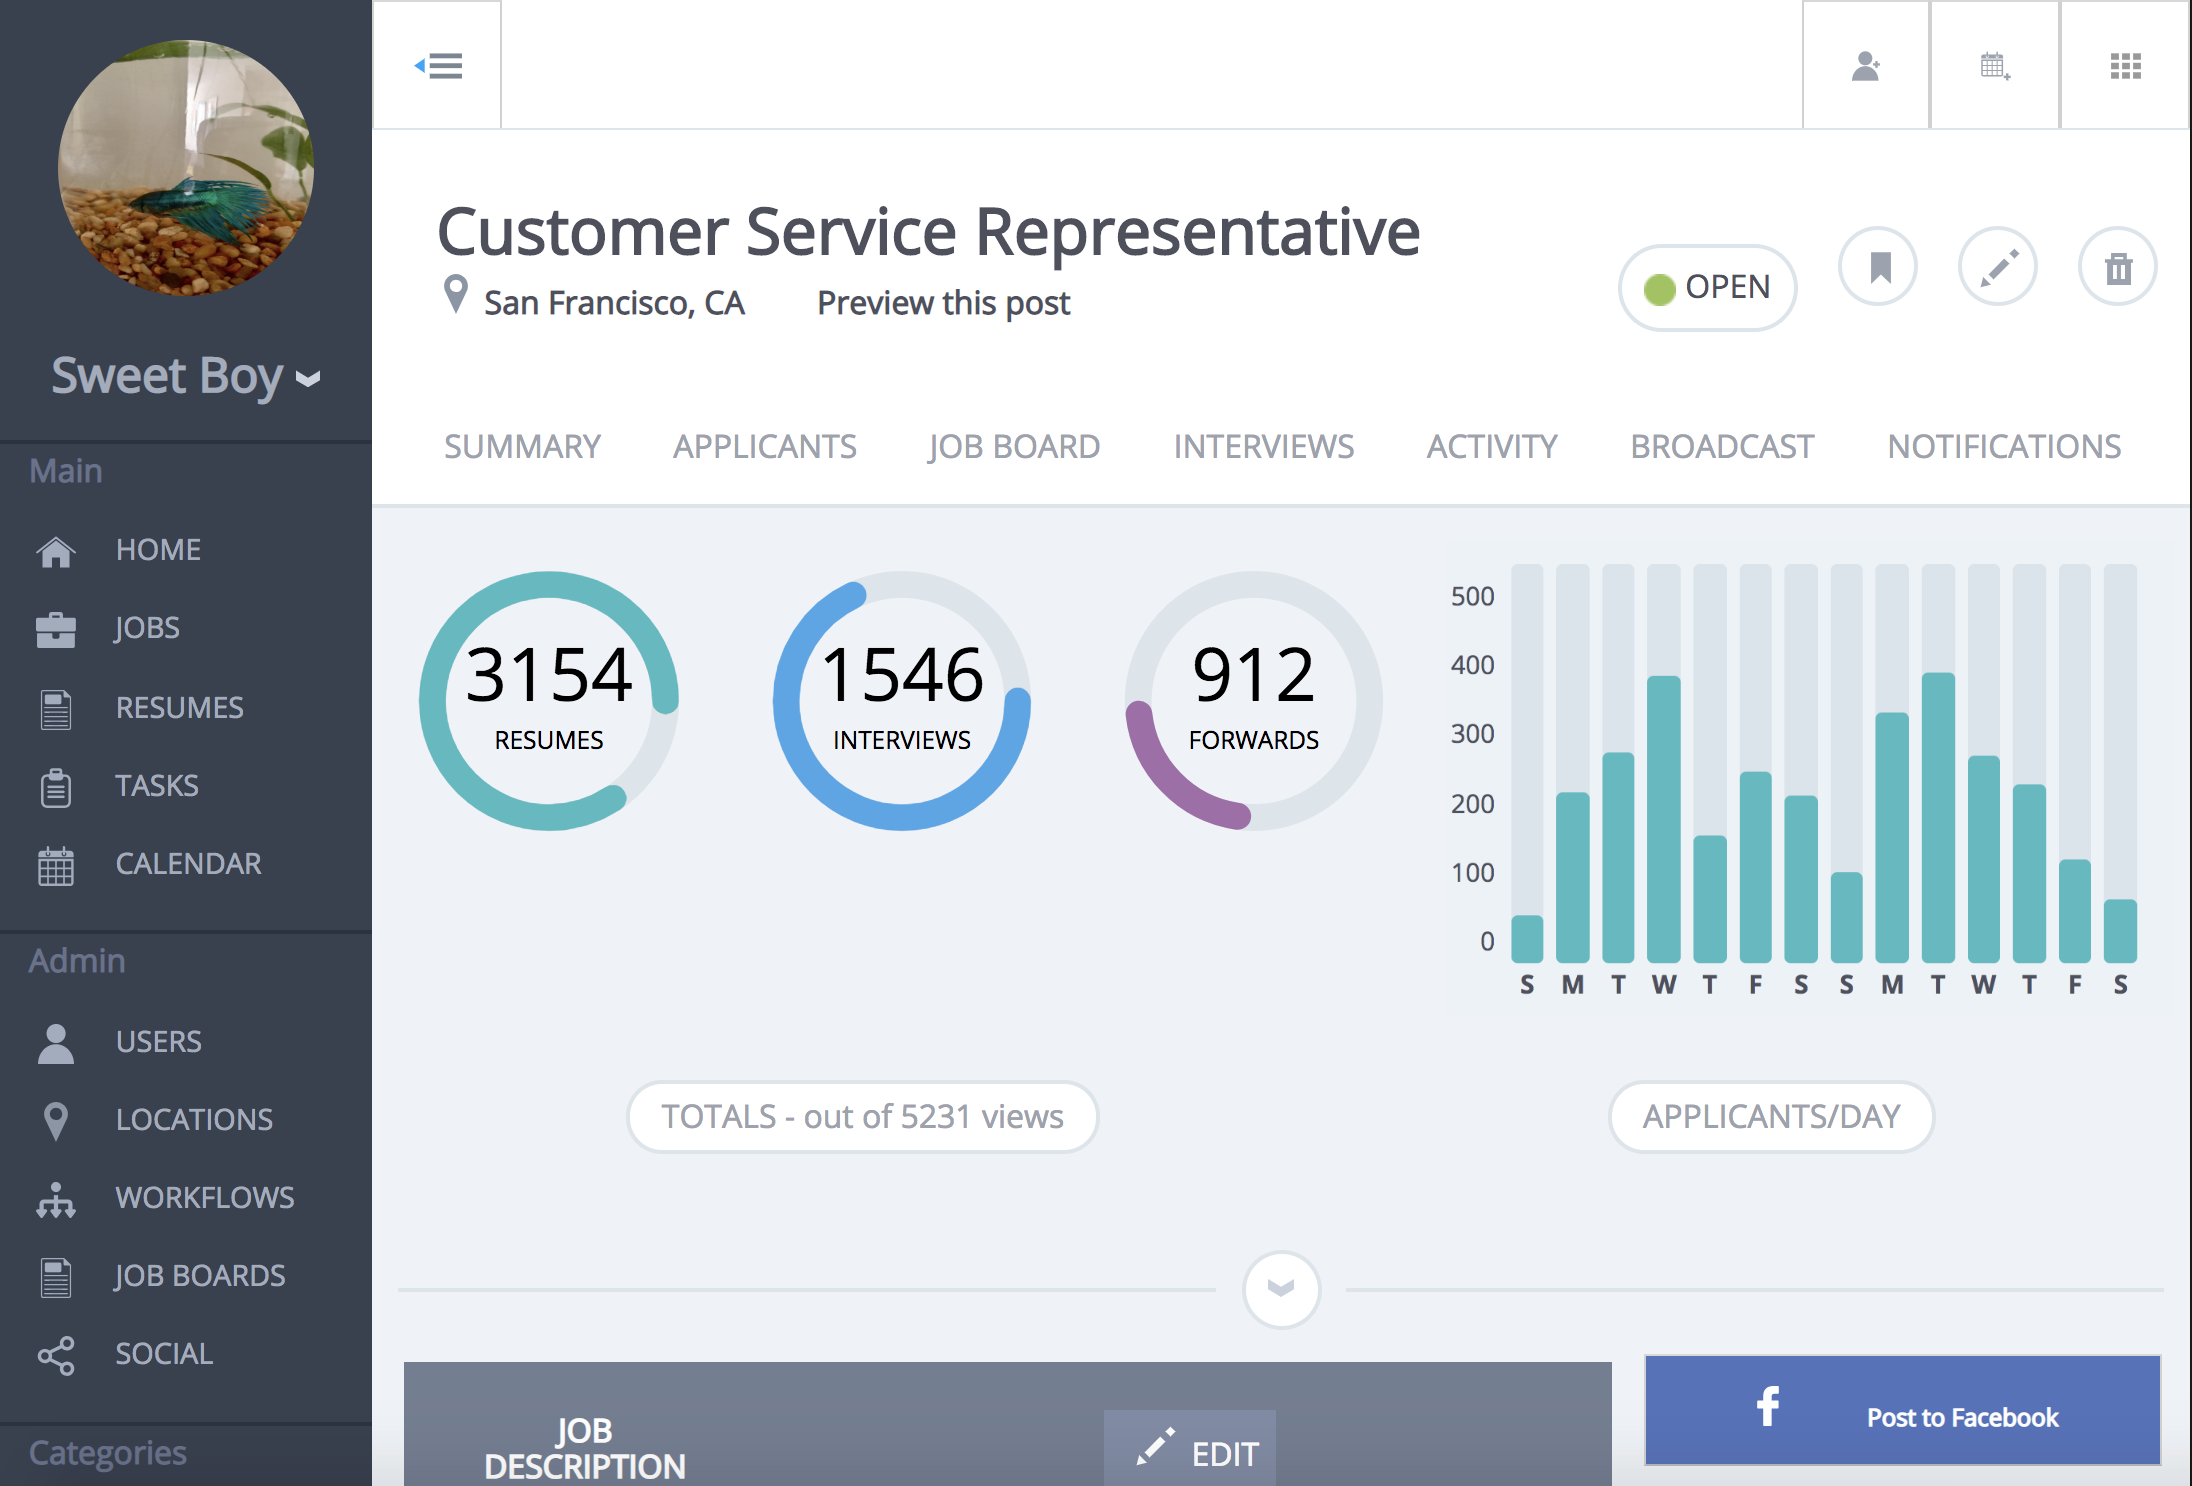 Sweet Boy
Main
HOME
JOBS
RESUMES
TASKS
CALENDAR
Admin
USERS
LOCATIONS
WORKFLOWS
JOB BOARDS
SOCIAL
Categories
Customer Service Representative
San Francisco, CA
Preview this post
OPEN
SUMMARY
APPLICANTS
JOB BOARD
INTERVIEWS
ACTIVITY
BROADCAST
NOTIFICATIONS
3154
RESUMES
1546
INTERVIEWS
912
FORWARDS
500
400
300
200
100
0
S M T W T F S S M T W T F S
TOTALS - out of 5231 views
APPLICANTS/DAY
JOB
DESCRIPTION
EDIT
Post to Facebook